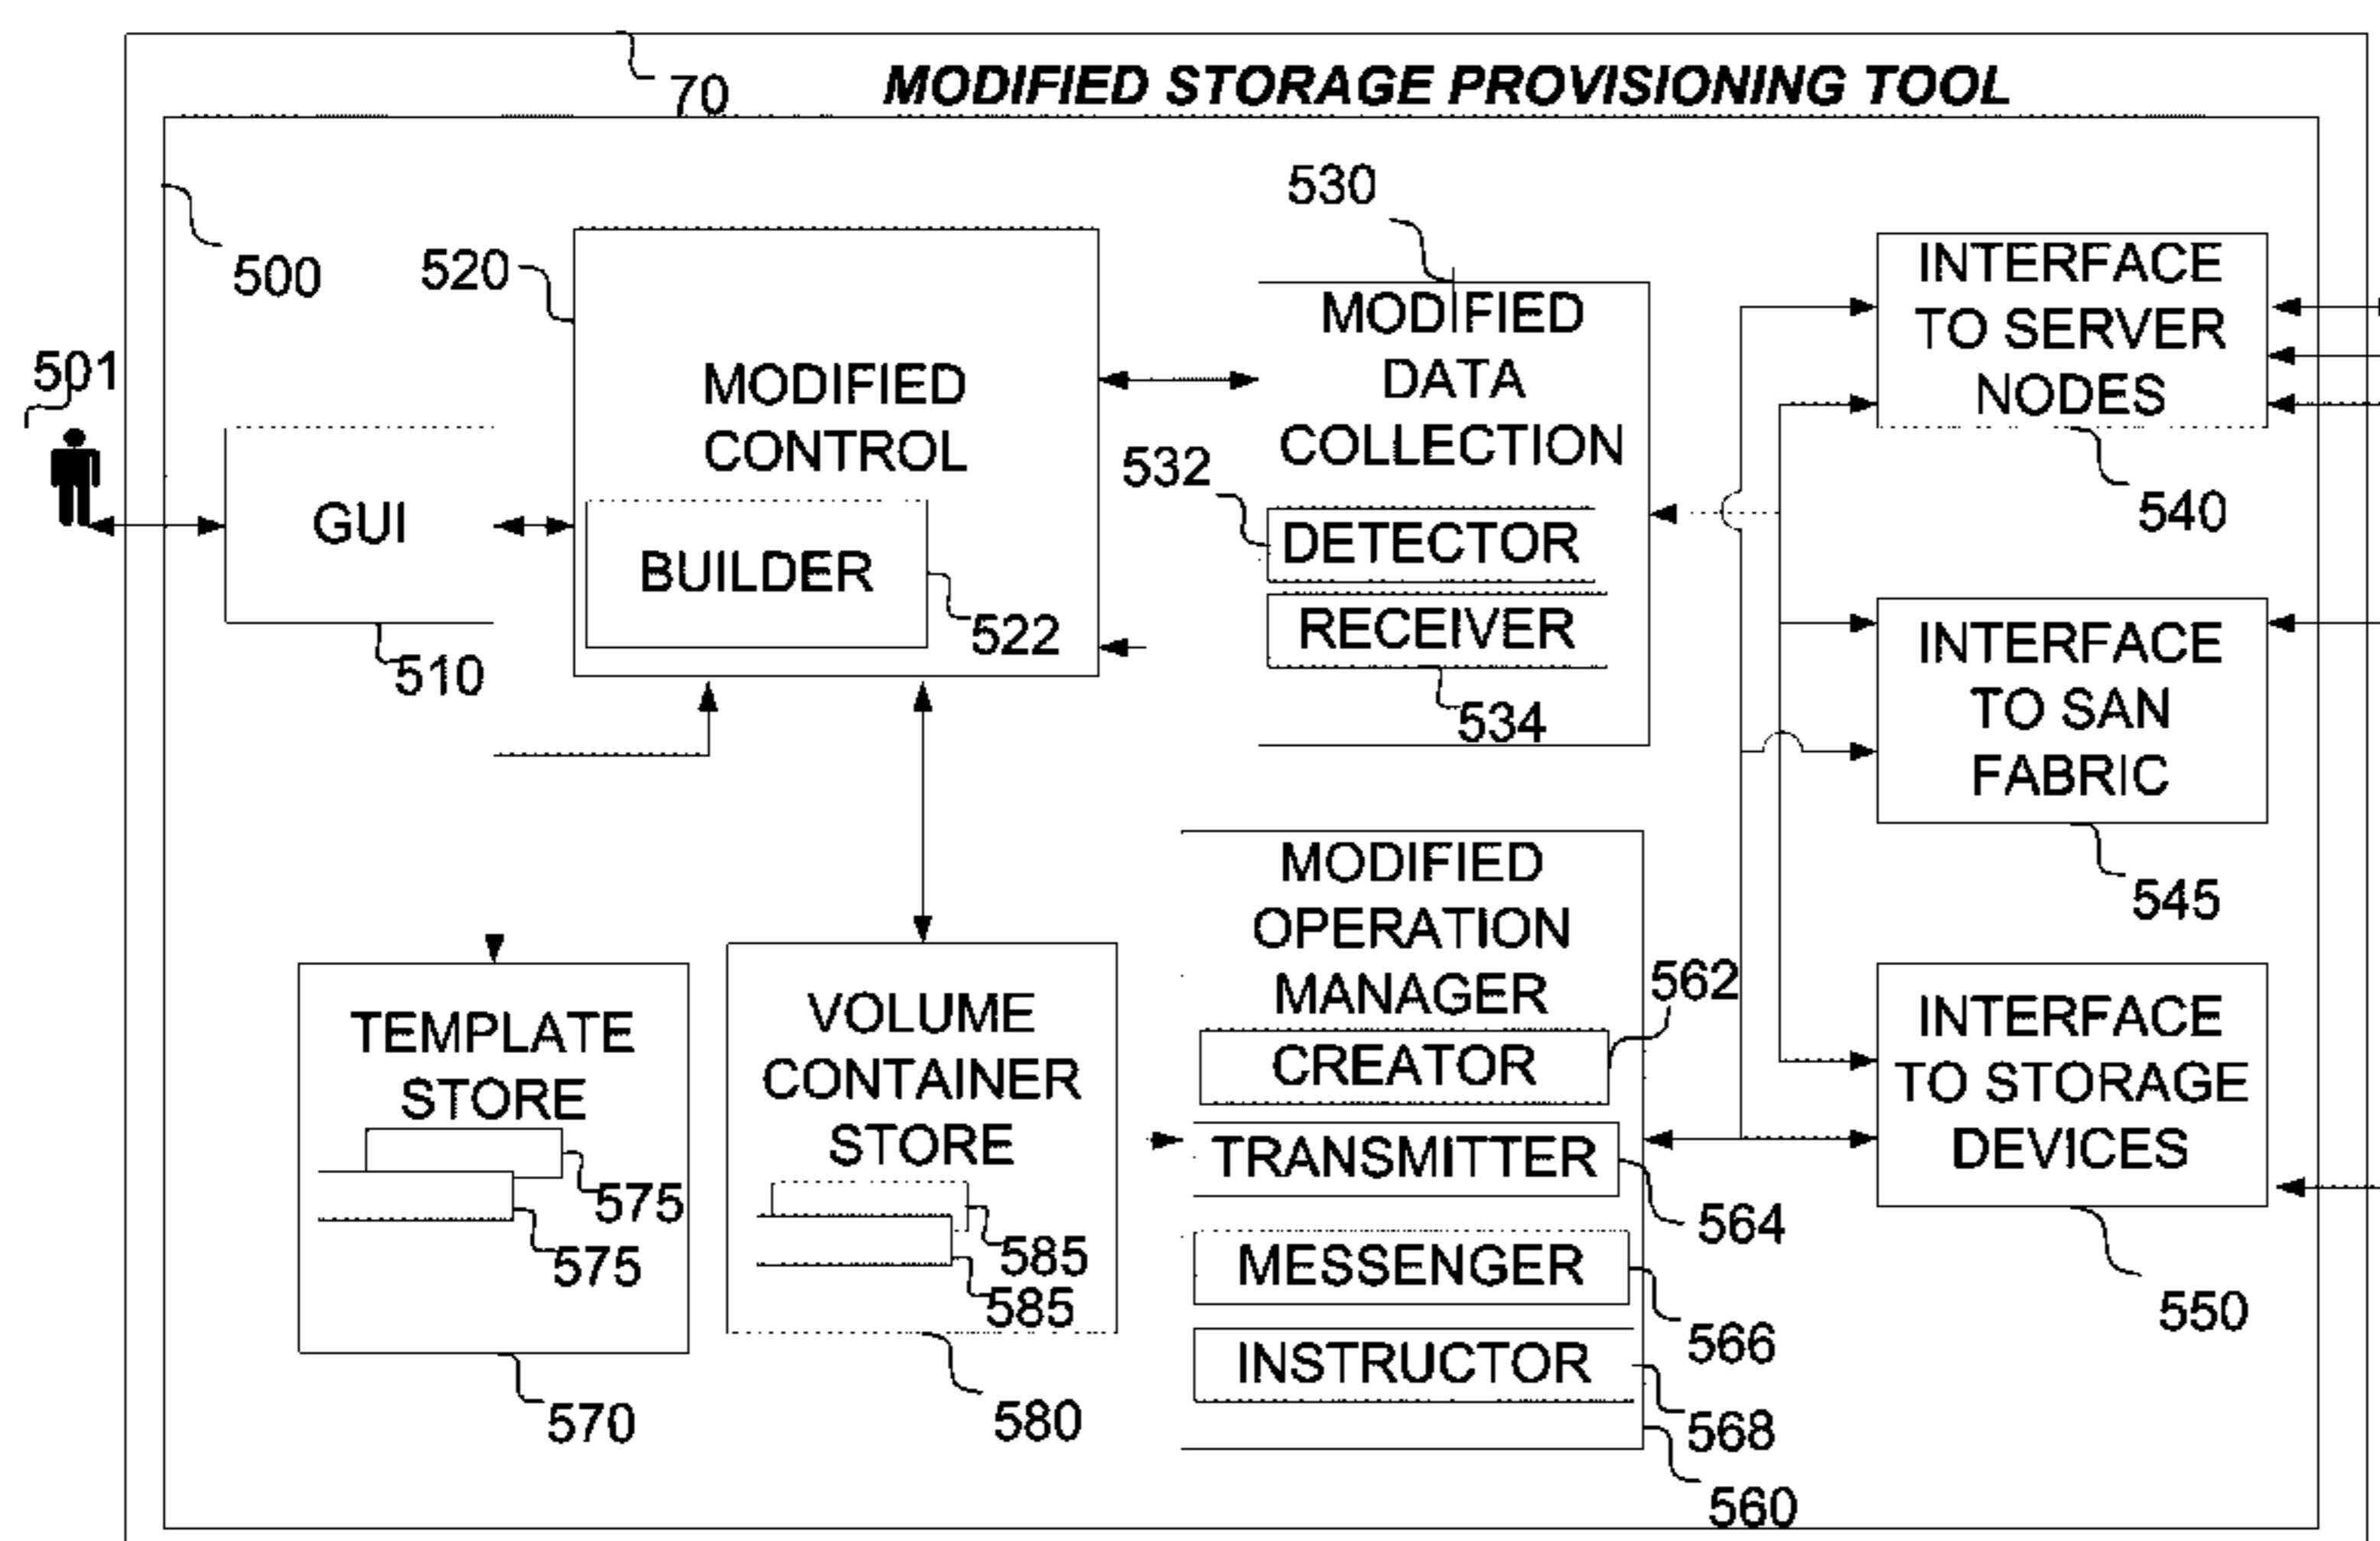 70
MODIFIED STORAGE PROVISIONING TOOL
500
501
520
530
MODIFIED
CONTROL
BUILDER
522
GUI
510
MODIFIED
DATA
COLLECTION
532
DETECTOR
RECEIVER
534
INTERFACE
TO SERVER
NODES
540
INTERFACE
TO SAN
FABRIC
545
INTERFACE
TO STORAGE
DEVICES
550
TEMPLATE
STORE
575
575
570
VOLUME
CONTAINER
STORE
585
585
580
MODIFIED
OPERATION
MANAGER
562
CREATOR
TRANSMITTER
564
MESSENGER
566
INSTRUCTOR
568
560